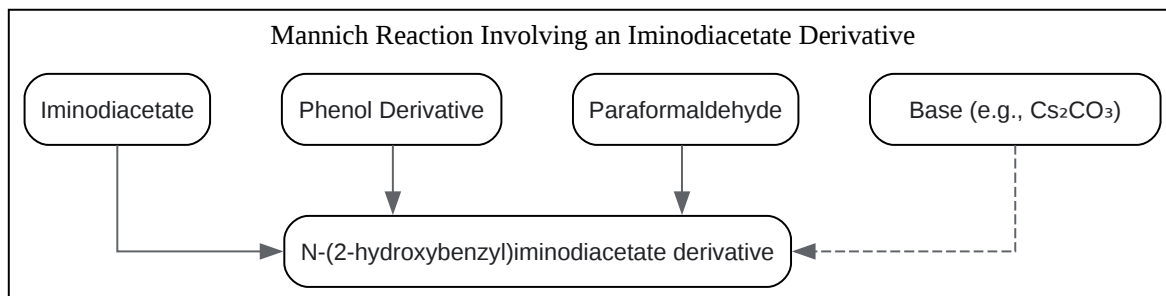 Mannich Reaction Involving an Iminodiacetate Derivative
Iminodiacetate
Phenol Derivative
Paraformaldehyde
Base (e.g., Cs₂CO₃)
N-(2-hydroxybenzyl)iminodiacetate derivative